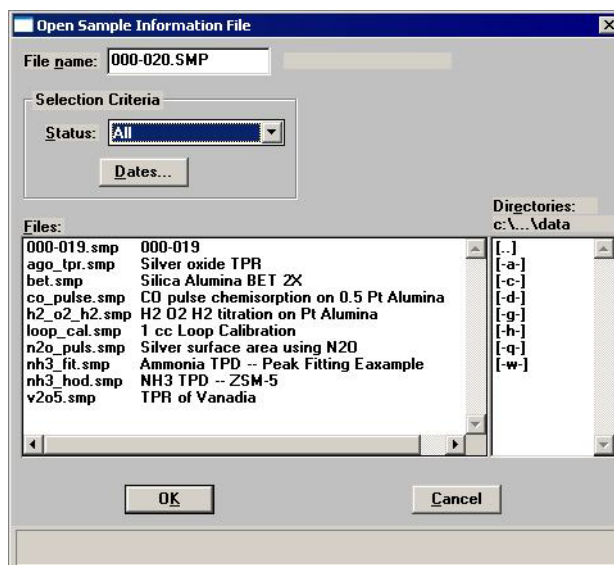 Open Sample Information File
File name: 000-020.SMP
Selection Criteria
Status: All
Dates...
Directories:
c:\...\data
Files:
000-019.smp 000-019
ago_tpr.smp Silver oxide TPR
bet.smp Silica Alumina BET 2X
co_pulse.smp CO pulse chemisorption on 0.5 Pt Alumina
h2_o2_h2.smp H2 O2 H2 titration on Pt Alumina
loop_cal.smp 1 cc Loop Calibration
n2o_puls.smp Silver surface area using N2O
nh3_fit.smp Ammonia TPD -- Peak Fitting Eaxample
nh3_hod.smp NH3 TPD -- ZSM-5
v2o5.smp TPR of Vanadia
[..]
[-a-]
[-c-]
[-d-]
[-g-]
[-h-]
[-q-]
[-w-]
OK
Cancel